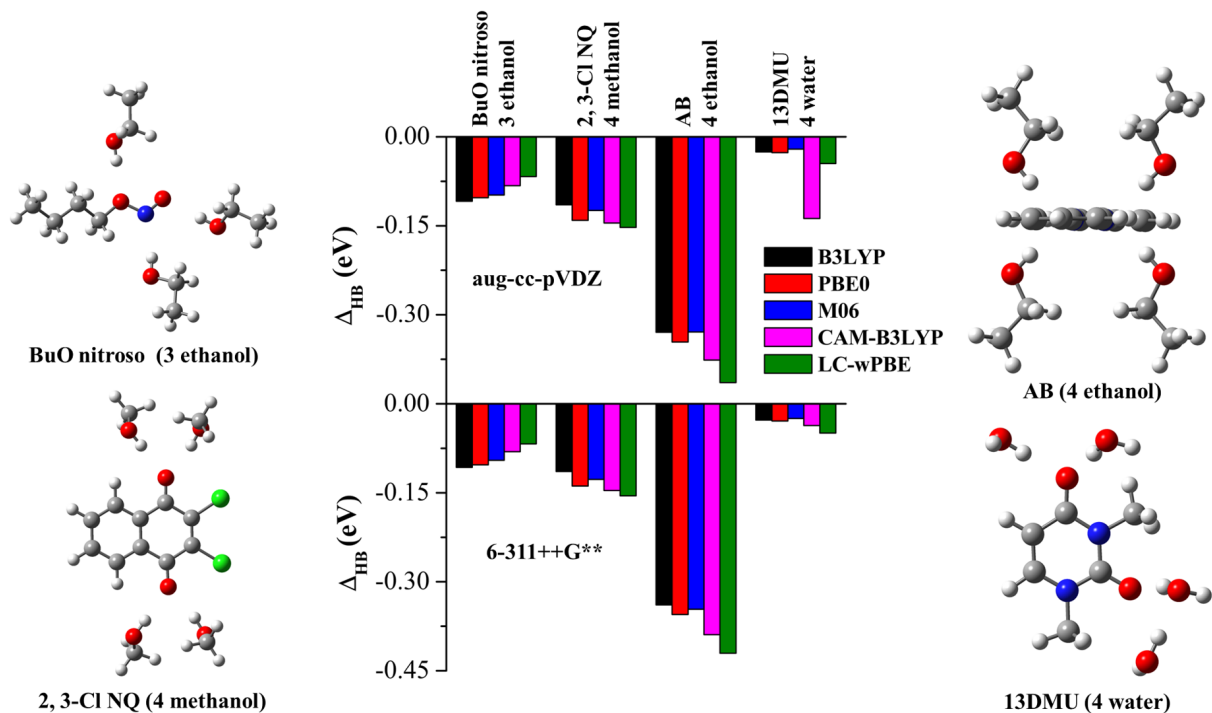 BuO nitroso
3 ethanol
2, 3-Cl NQ
4 methanol
AB
4 ethanol
13DMU
4 water
0.00
-0.15
-0.30
Δ_HB (eV)
aug-cc-pVDZ
B3LYP
PBE0
M06
CAM-B3LYP
LC-wPBE
0.00
-0.15
-0.30
-0.45
Δ_HB (eV)
6-311++G**
BuO nitroso (3 ethanol)
2, 3-Cl NQ (4 methanol)
AB (4 ethanol)
13DMU (4 water)